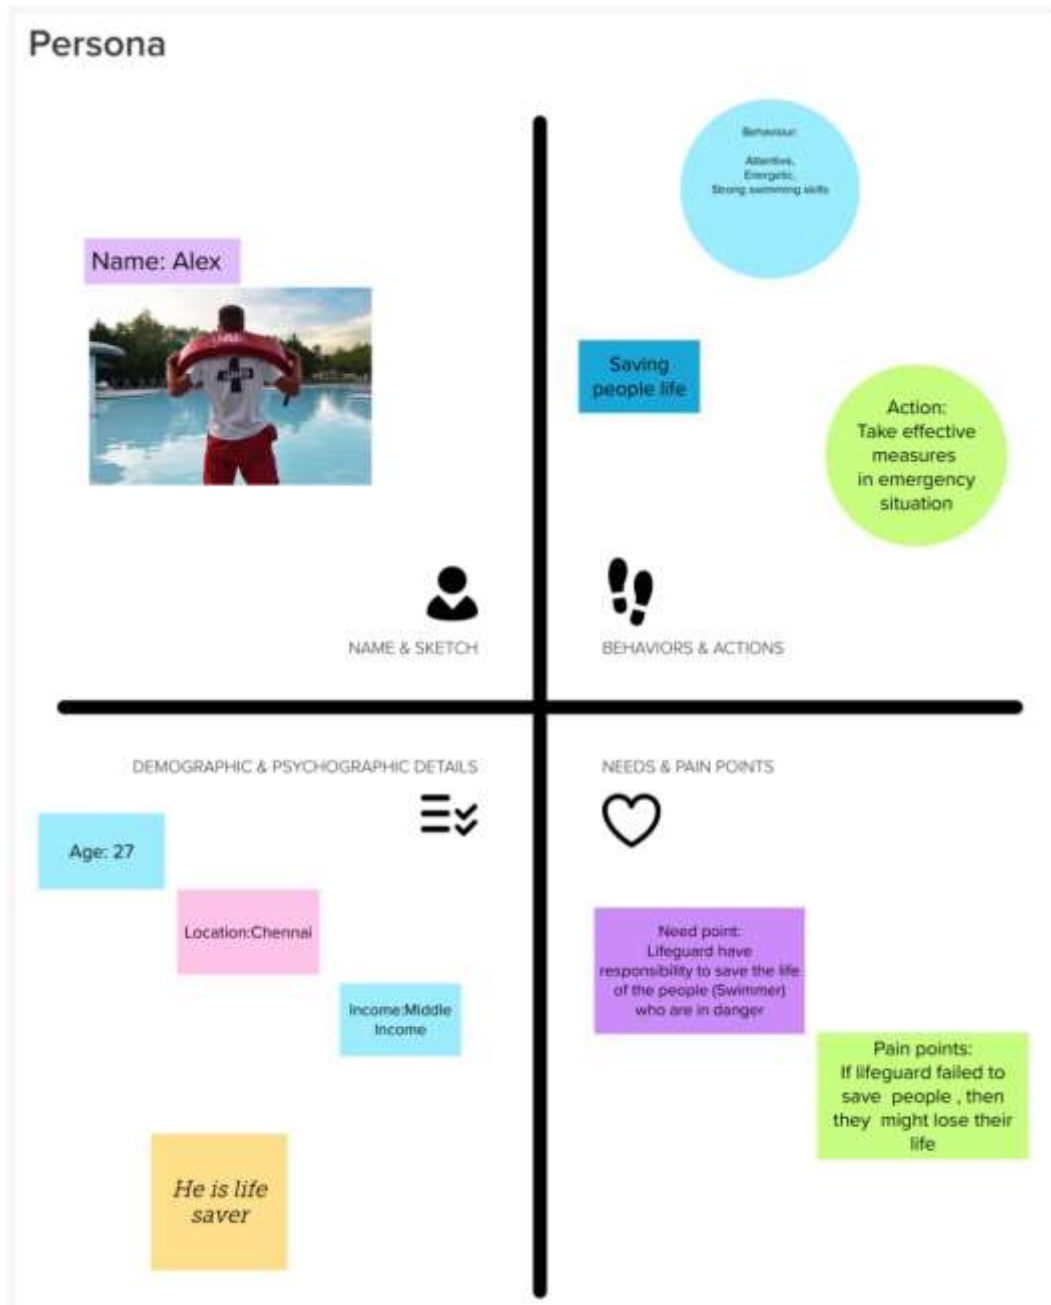 Persona
Name: Alex
NAME & SKETCH
Behaviour:
Attentive,
Energetic,
Strong swimming skills
Saving
people life
Action:
Take effective
measures
in emergency
situation
BEHAVIORS & ACTIONS
DEMOGRAPHIC & PSYCHOGRAPHIC DETAILS
Age: 27
Location:Chennai
Income:Middle
Income
He is life
saver
NEEDS & PAIN POINTS
Need point:
Lifeguard have
responsibility to save the life
of the people (Swimmer)
who are in danger
Pain points:
If lifeguard failed to
save people , then
they might lose their
life